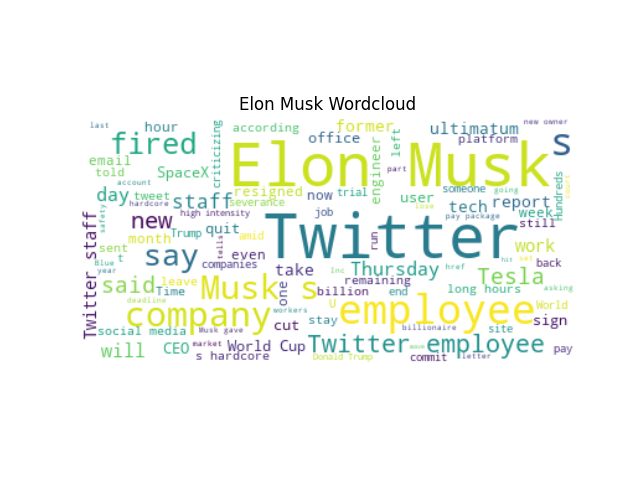 Elon Musk Wordcloud
last
hour
criticizing
according
former
ultimatum
new owner
fired
office
engineer
left
platform
s
email
told
SpaceX
Elon Musk
part
someone
going
account
day
tweet
hardcore
staff
resigned
severance
now
trial
user
tech
report
hundreds
court
safety
new
high intensity
job
Twitter
lose
pay package
week
still
Twitter staff
month
Trump
quit
amid
run
work
sent
t
say
tells
even
companies
take
Inc
Thursday
href
hit
set
back
Blue
year
said
Time
leave
Musk s
one
billion
remaining
end
long hours
Tesla
asking
deadline
company
workers
U
employee
World
social media
Musk gave
cut
stay
billionaire
site
sign
will
CEO
market
World Cup
s hardcore
Donald Trump
Twitter employee
commit
letter
pay